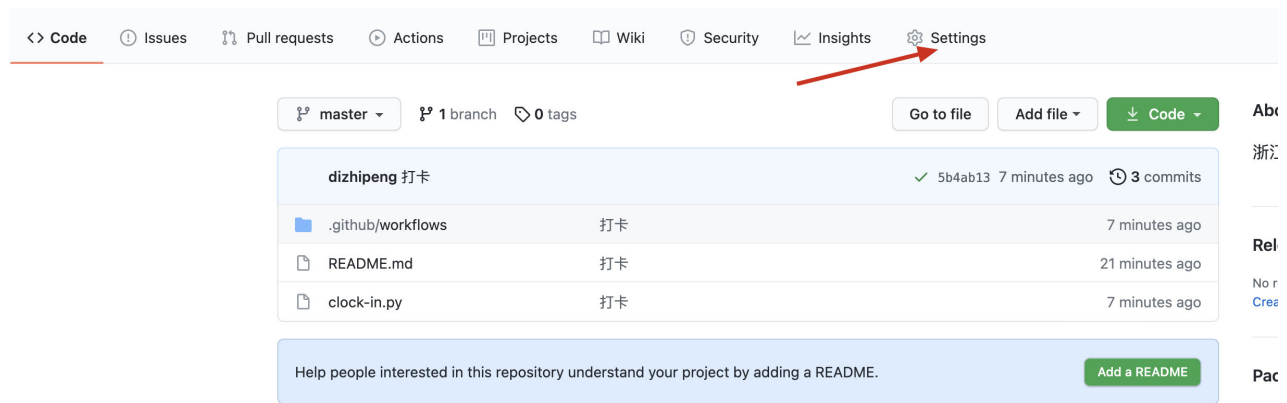 Code Issues Pull requests Actions Projects Wiki Security Insights Settings
master 1 branch 0 tags Go to file Add file Code
dizhipeng 打卡 5b4ab13 7 minutes ago 3 commits
.github/workflows 打卡 7 minutes ago
README.md 打卡 21 minutes ago
clock-in.py 打卡 7 minutes ago
Help people interested in this repository understand your project by adding a README. Add a README